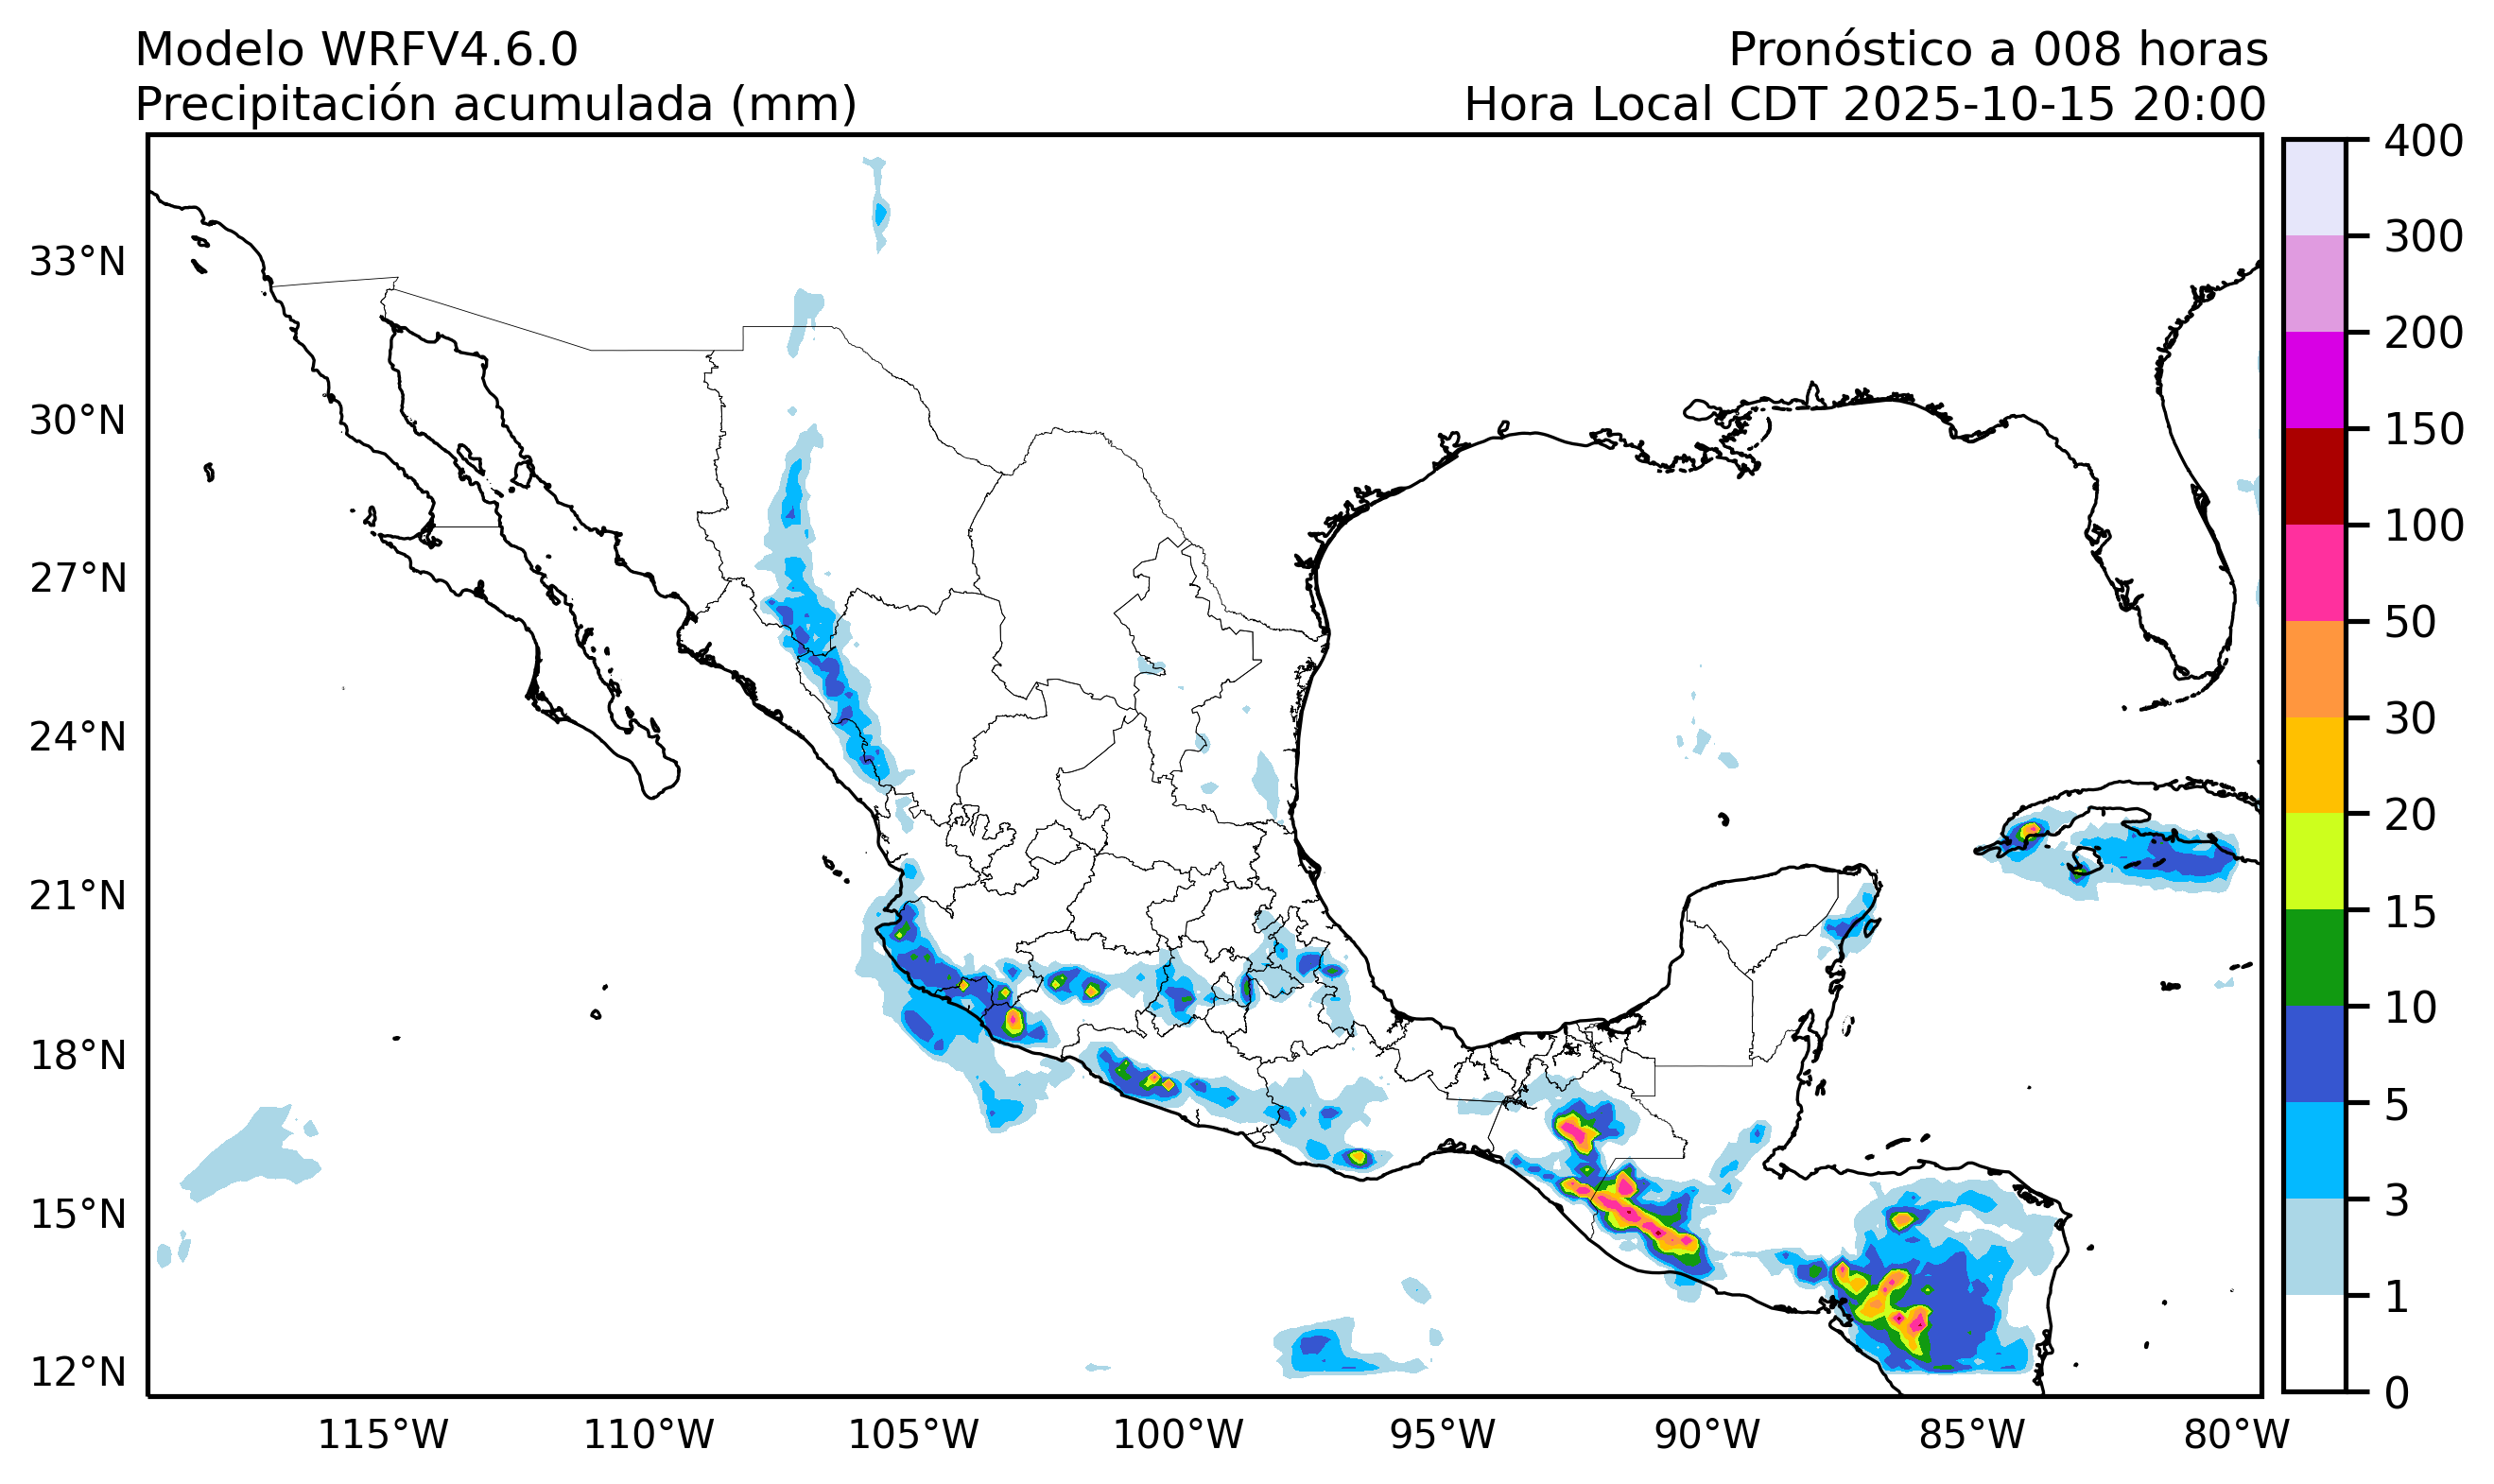 Modelo WRFV4.6.0
Pronóstico a 008 horas
Precipitación acumulada (mm)
Hora Local CDT 2025-10-15 20:00
33°N
30°N
27°N
24°N
21°N
18°N
15°N
12°N
115°W
110°W
105°W
100°W
95°W
90°W
85°W
80°W
400
300
200
150
100
50
30
20
15
10
5
3
1
0